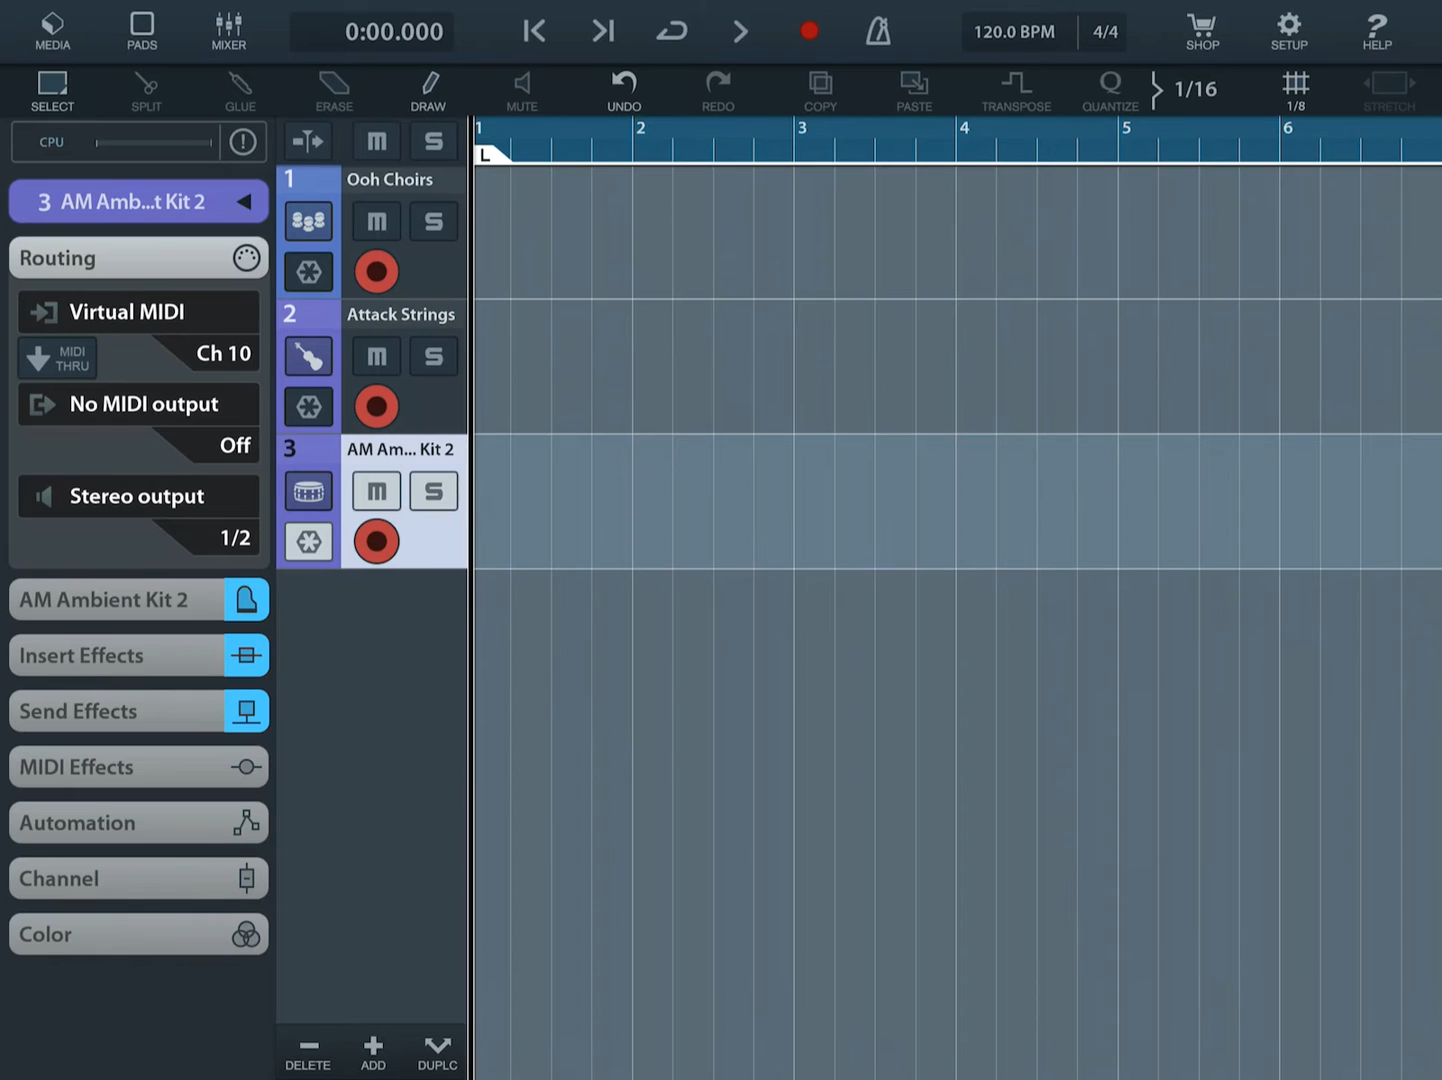 MEDIA
PADS
MIXER
0:00.000
120.0 BPM
4/4
SHOP
SETUP
HELP
SELECT
SPLIT
GLUE
ERASE
DRAW
MUTE
UNDO
REDO
COPY
PASTE
TRANSPOSE
Q
QUANTIZE
1/16
1/8
STRETCH
CPU
m S
1 2 3 4 5 6
L
3 AM Amb...t Kit 2
Routing
Virtual MIDI
MIDI THRU
Ch 10
No MIDI output
Off
Stereo output
1/2
AM Ambient Kit 2
Insert Effects
Send Effects
MIDI Effects
Automation
Channel
Color
1 Ooh Choirs
m S
2 Attack Strings
m S
3 AM Am... Kit 2
m S
DELETE
ADD
DUPLC